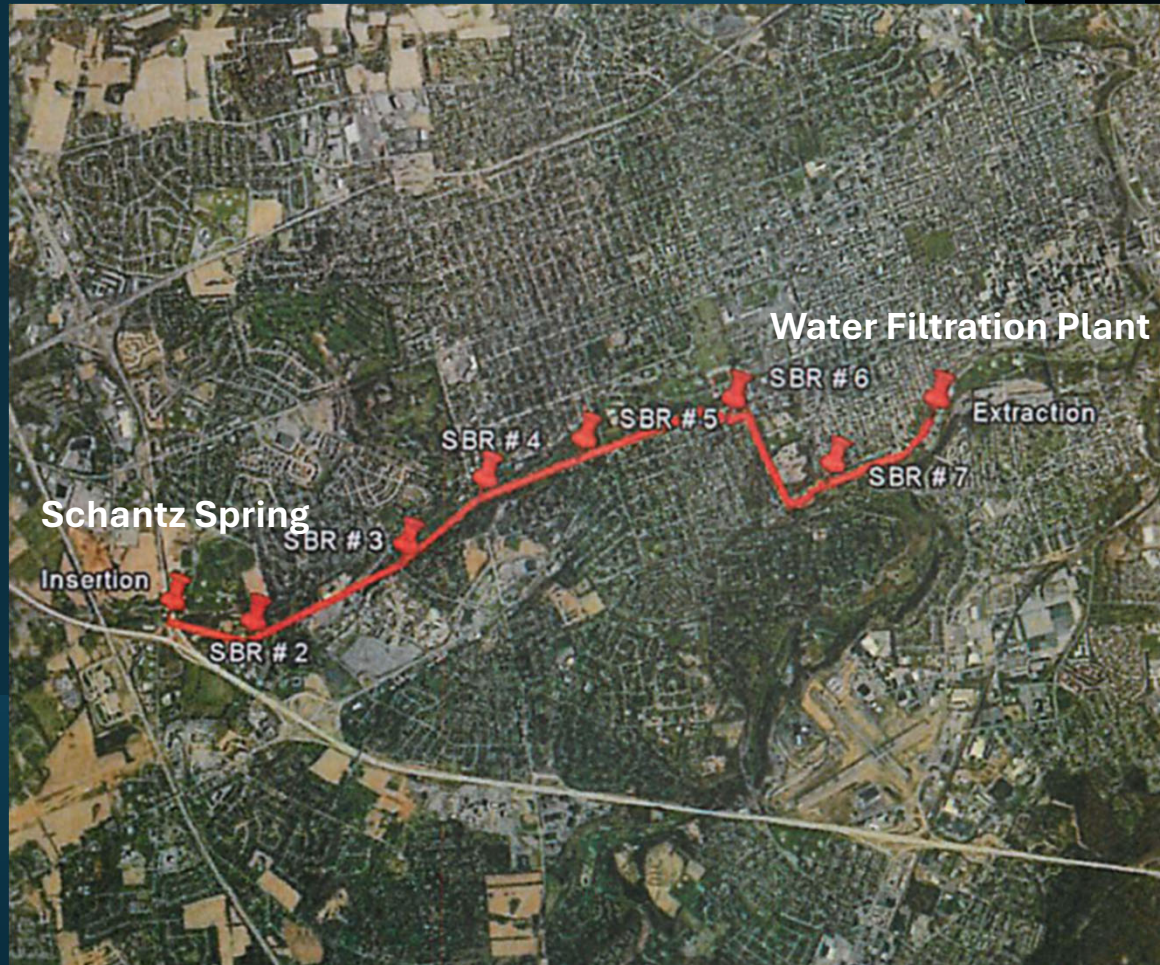 Water Filtration Plant
SBR # 6
Extraction
SBR # 5
SBR # 4
SBR # 7
Schantz Spring
SBR # 3
Insertion
SBR # 2